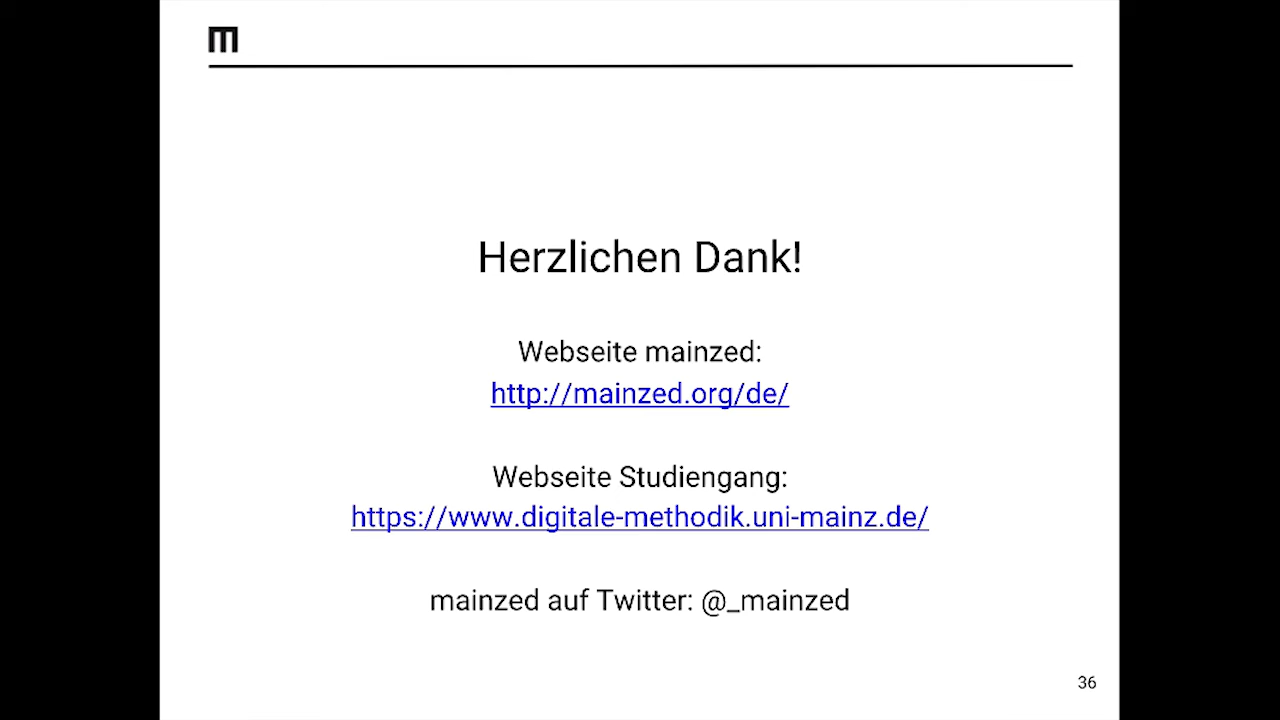 m
Herzlichen Dank!
Webseite mainzed:
http://mainzed.org/de/
Webseite Studiengang:
https://www.digitale-methodik.uni-mainz.de/
mainzed auf Twitter: @_mainzed
36